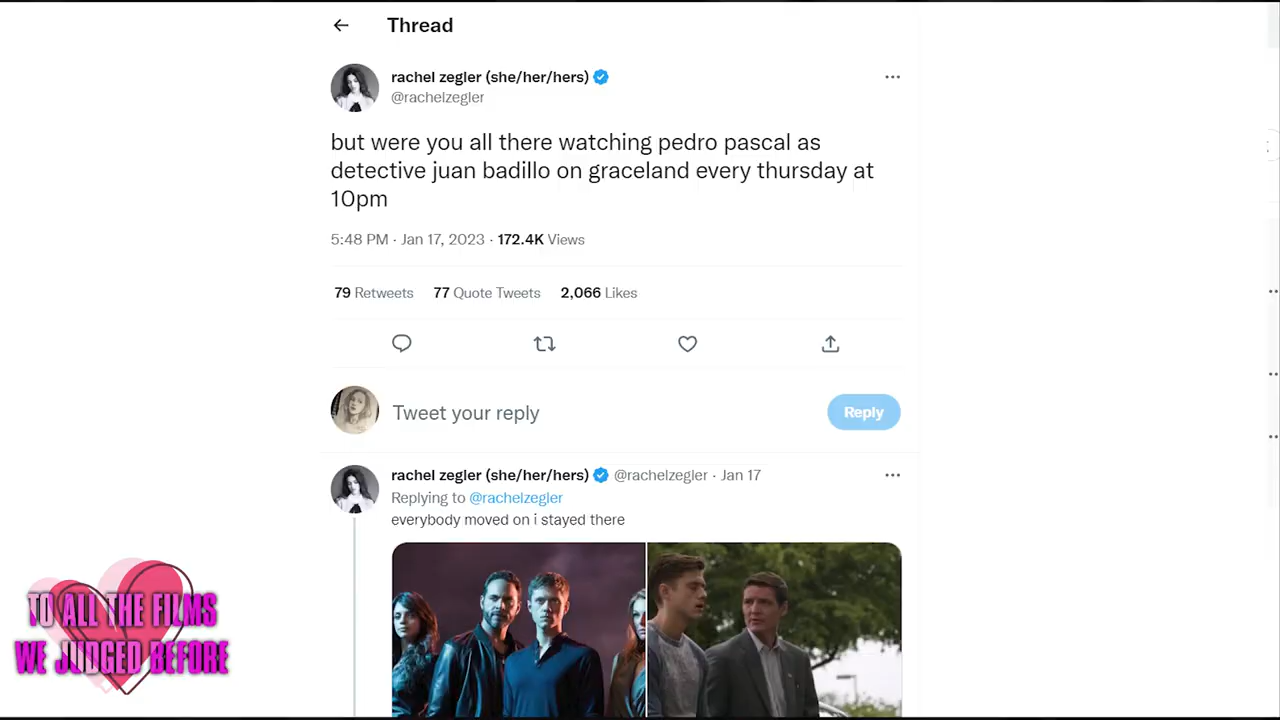 Thread
rachel zegler (she/her/hers)
@rachelzegler
but were you all there watching pedro pascal as
detective juan badillo on graceland every thursday at
10pm
5:48 PM · Jan 17, 2023 · 172.4K Views
79 Retweets 77 Quote Tweets 2,066 Likes
Tweet your reply
Reply
rachel zegler (she/her/hers) @rachelzegler · Jan 17
Replying to @rachelzegler
everybody moved on i stayed there
TO ALL THE FILMS
WE JUDGED BEFORE